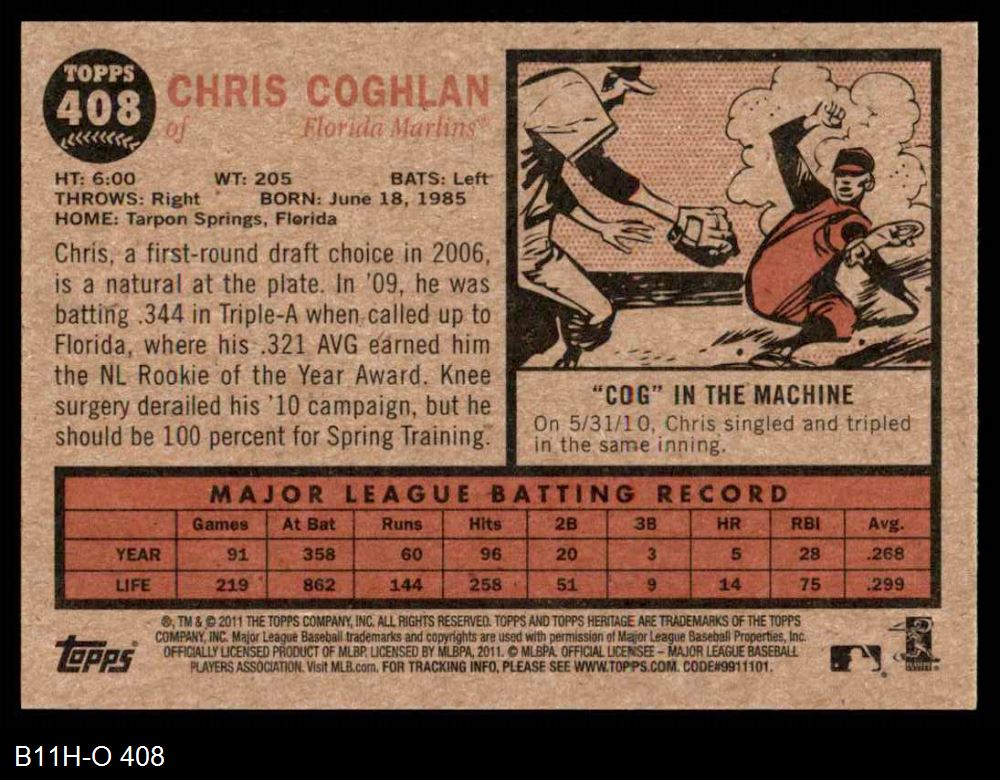 TOPPS
408
CHRIS COGHLAN
of Florida Marlins®
HT: 6:00 WT: 205 BATS: Left
THROWS: Right BORN: June 18, 1985
HOME: Tarpon Springs, Florida
Chris, a first-round draft choice in 2006,
is a natural at the plate. In '09, he was
batting .344 in Triple-A when called up to
Florida, where his .321 AVG earned him
the NL Rookie of the Year Award. Knee
surgery derailed his '10 campaign, but he
should be 100 percent for Spring Training.
"COG" IN THE MACHINE
On 5/31/10, Chris singled and tripled
in the same inning.
MAJOR LEAGUE BATTING RECORD
Games At Bat Runs Hits 2B 3B HR RBI Avg.
YEAR 91 358 60 96 20 3 5 28 .268
LIFE 219 862 144 258 51 9 14 75 .299
®, TM & © 2011 THE TOPPS COMPANY, INC. ALL RIGHTS RESERVED. TOPPS AND TOPPS HERITAGE ARE TRADEMARKS OF THE TOPPS
COMPANY, INC. Major League Baseball trademarks and copyrights are used with permission of Major League Baseball Properties, Inc.
OFFICIALLY LICENSED PRODUCT OF MLBP. LICENSED BY MLBPA, 2011. © MLBPA. OFFICIAL LICENSEE – MAJOR LEAGUE BASEBALL
PLAYERS ASSOCIATION. Visit MLB.com. FOR TRACKING INFO, PLEASE SEE WWW.TOPPS.COM. CODE#9911101.
topps
B11H-O 408